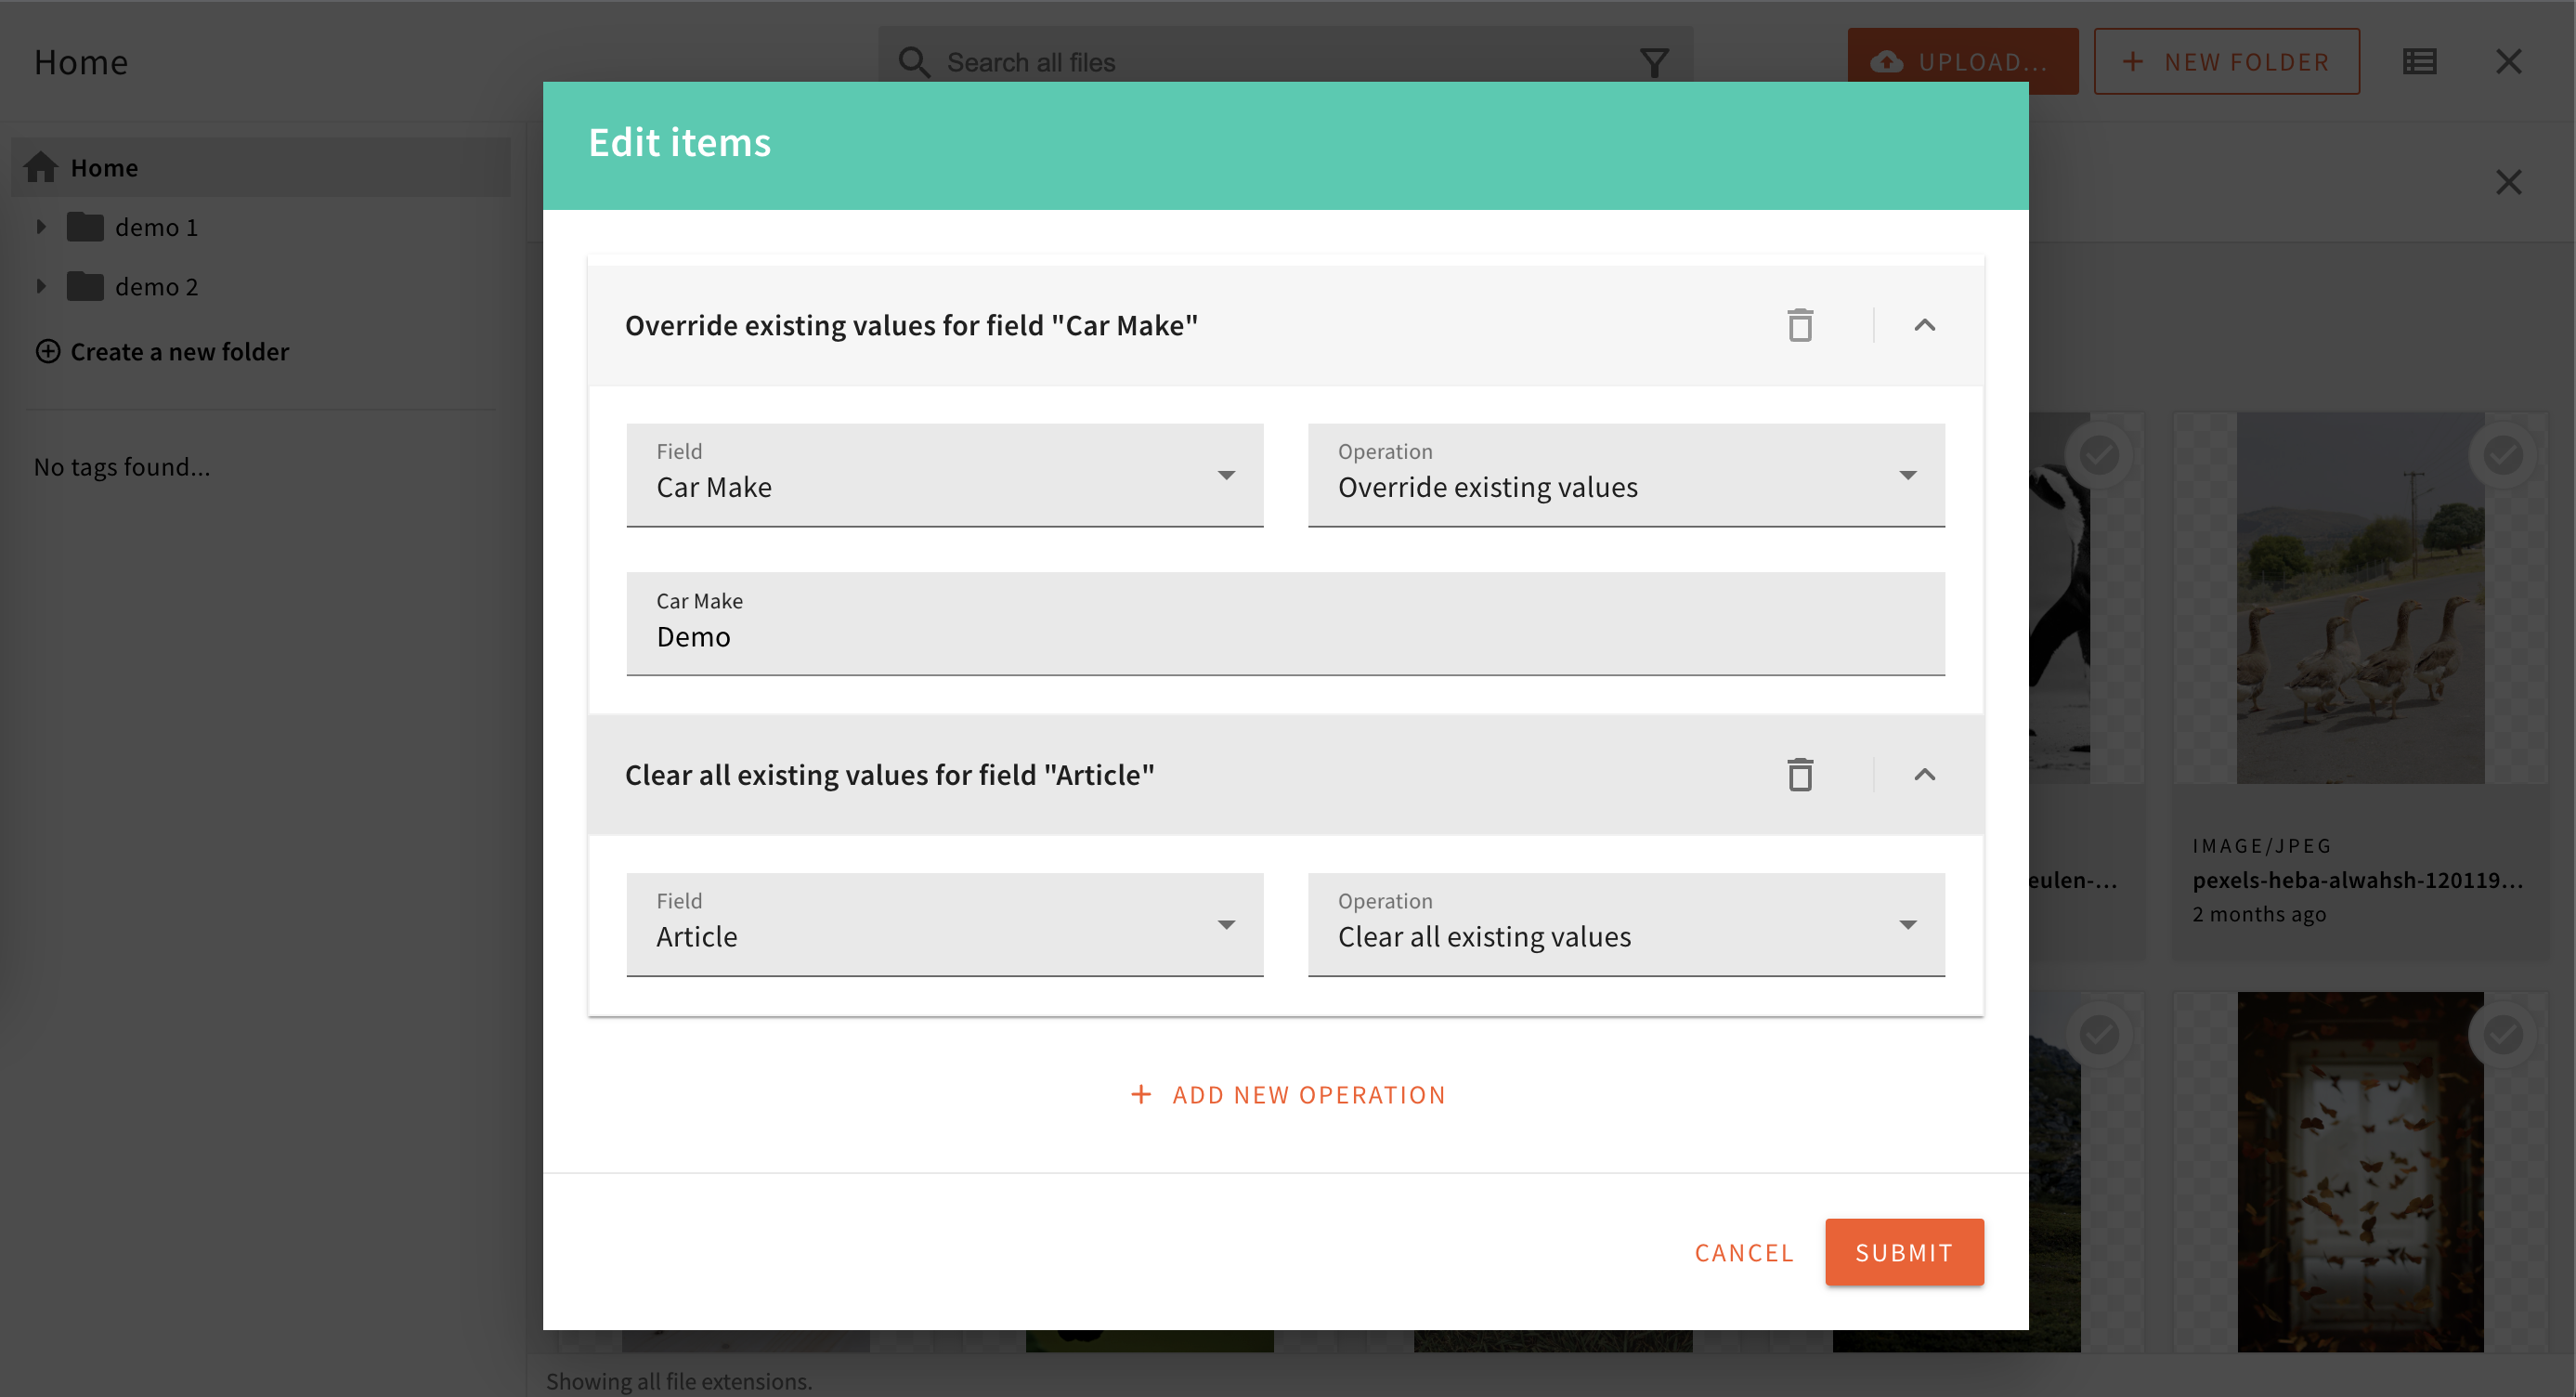 Home
Search all files
UPLOAD...
NEW FOLDER
Home
demo 1
demo 2
Create a new folder
No tags found...
Edit items
Override existing values for field "Car Make"
Field
Car Make
Operation
Override existing values
Car Make
Demo
Clear all existing values for field "Article"
Field
Article
Operation
Clear all existing values
ADD NEW OPERATION
CANCEL
SUBMIT
eulen-...
IMAGE/JPEG
pexels-heba-alwahsh-120119...
2 months ago
Showing all file extensions.